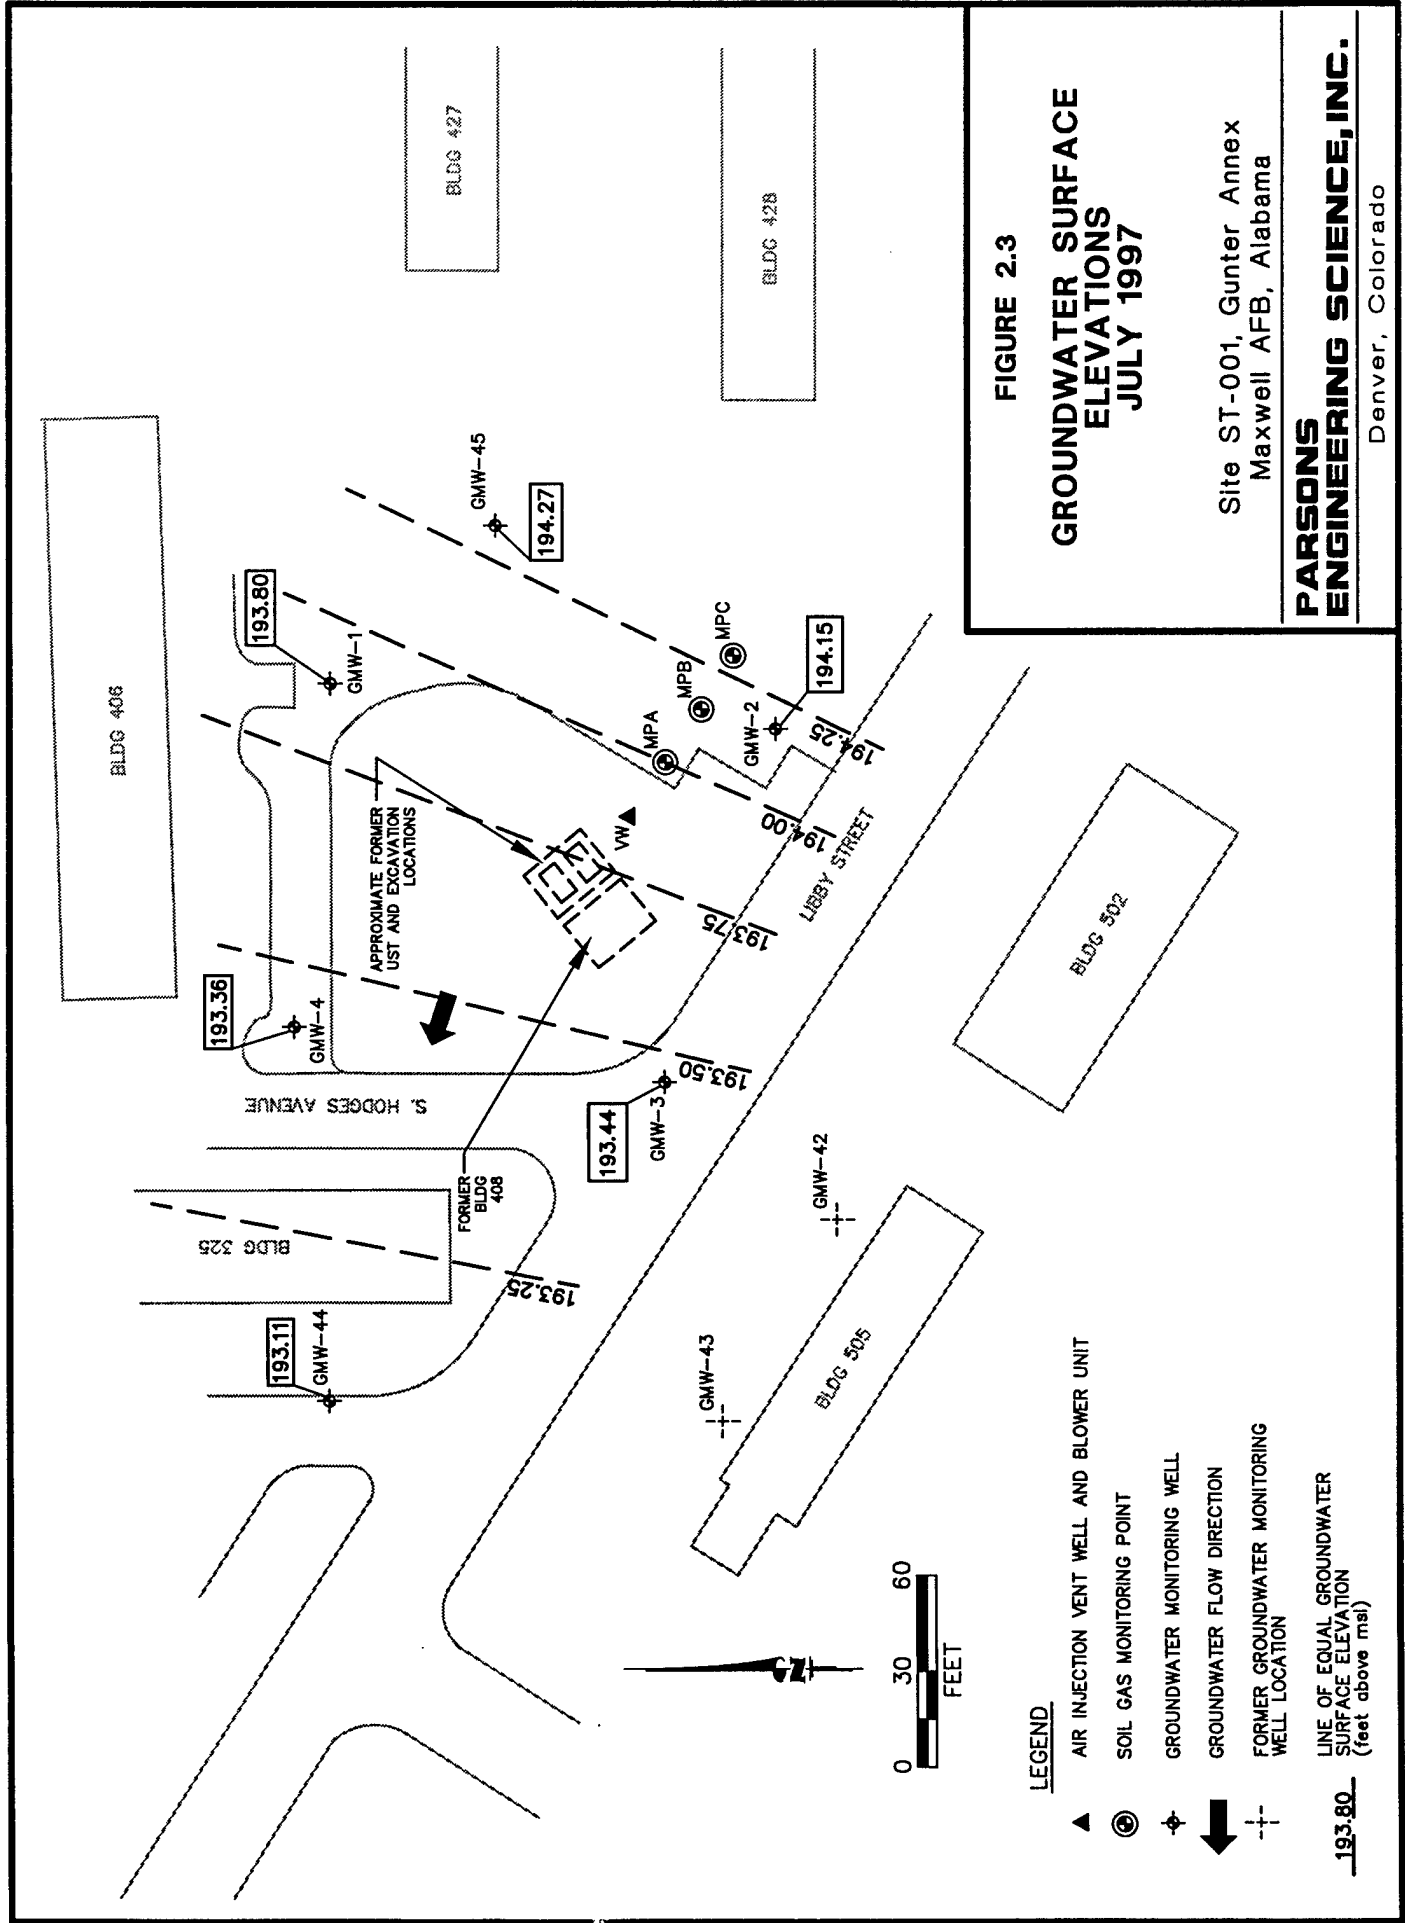 BLDG 406
BLDG 427
BLDG 428
GMW-45
194.27
193.80
GMW-1
MPC
MPB
MPA
GMW-2
194.15
194.25
194.00
193.75
193.50
193.25
VW
APPROXIMATE FORMER
UST AND EXCAVATION
LOCATIONS
193.36
GMW-4
S. HODGES AVENUE
LIBBY STREET
193.44
GMW-3
FORMER
BLDG
408
BLDG 325
193.11
GMW-44
GMW-42
GMW-43
BLDG 502
BLDG 505
N
0 30 60
FEET
LEGEND
AIR INJECTION VENT WELL AND BLOWER UNIT
SOIL GAS MONITORING POINT
GROUNDWATER MONITORING WELL
GROUNDWATER FLOW DIRECTION
FORMER GROUNDWATER MONITORING
WELL LOCATION
193.80
LINE OF EQUAL GROUNDWATER
SURFACE ELEVATION
(feet above msl)
FIGURE 2.3
GROUNDWATER SURFACE
ELEVATIONS
JULY 1997
Site ST-001, Gunter Annex
Maxwell AFB, Alabama
PARSONS
ENGINEERING SCIENCE, INC.
Denver, Colorado